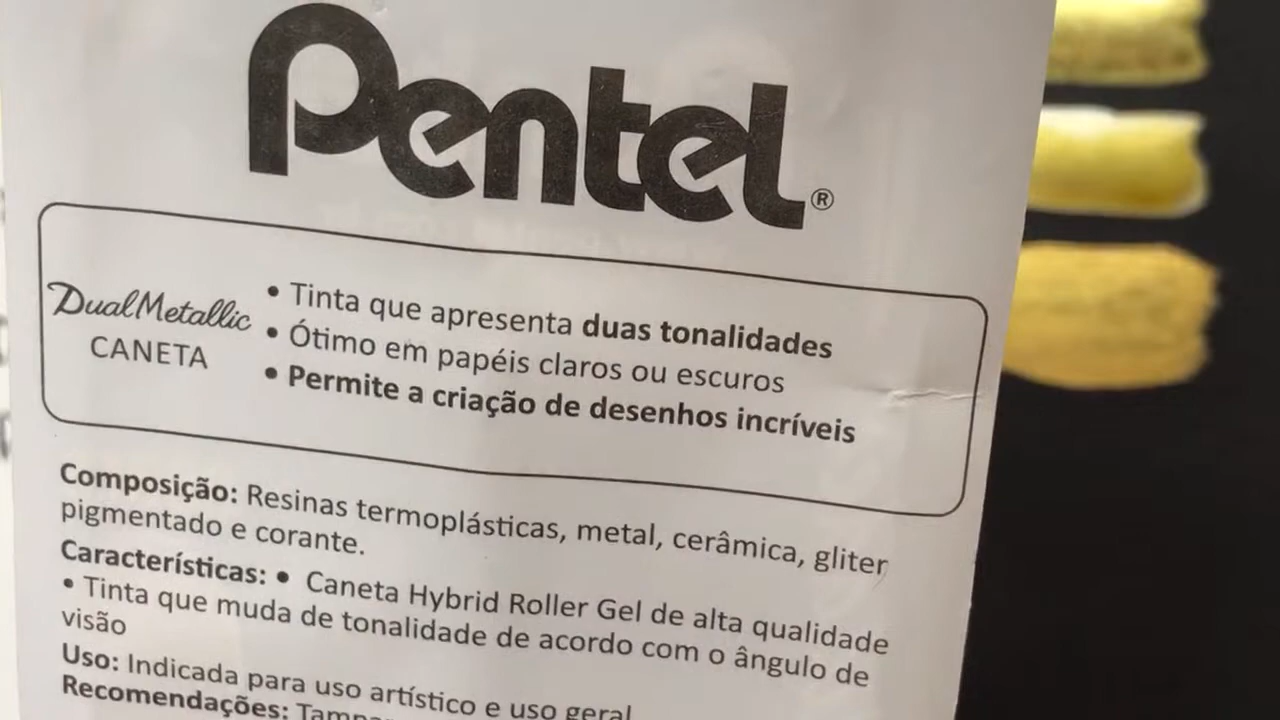 Pentel®
DualMetallic
CANETA
• Tinta que apresenta duas tonalidades
• Ótimo em papéis claros ou escuros
• Permite a criação de desenhos incríveis
Composição: Resinas termoplásticas, metal, cerâmica, gliter
pigmentado e corante.
Características: • Caneta Hybrid Roller Gel de alta qualidade
• Tinta que muda de tonalidade de acordo com o ângulo de
visão
Uso: Indicada para uso artístico e uso geral
Recomendações: